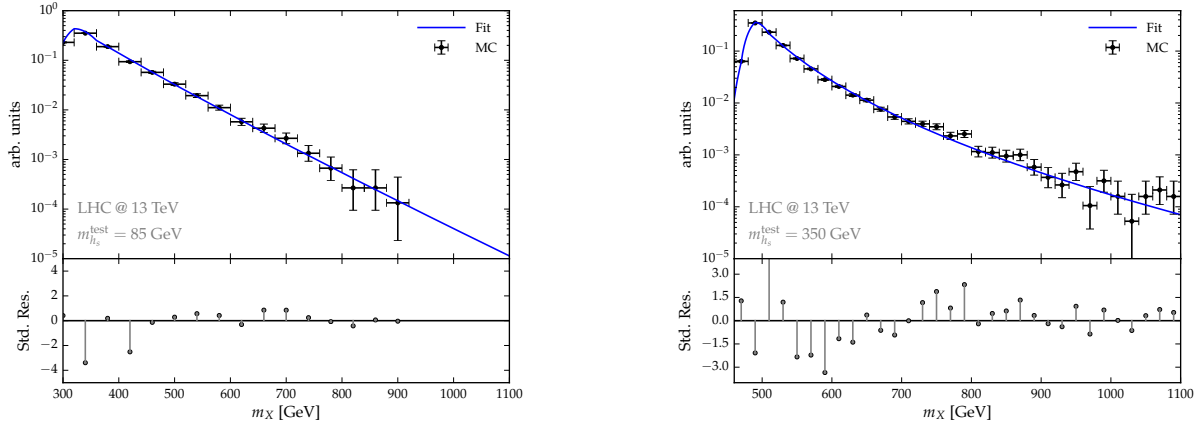 10⁰
10⁻¹
10⁻²
10⁻³
10⁻⁴
10⁻⁵
arb. units
Fit
MC
LHC @ 13 TeV
m_{h_s}^{test} = 85 GeV
4
2
0
−2
−4
Std. Res.
300 400 500 600 700 800 900 1000 1100
m_X [GeV]
10⁻¹
10⁻²
10⁻³
10⁻⁴
10⁻⁵
arb. units
Fit
MC
LHC @ 13 TeV
m_{h_s}^{test} = 350 GeV
3.0
1.5
0.0
−1.5
−3.0
Std. Res.
500 600 700 800 900 1000 1100
m_X [GeV]